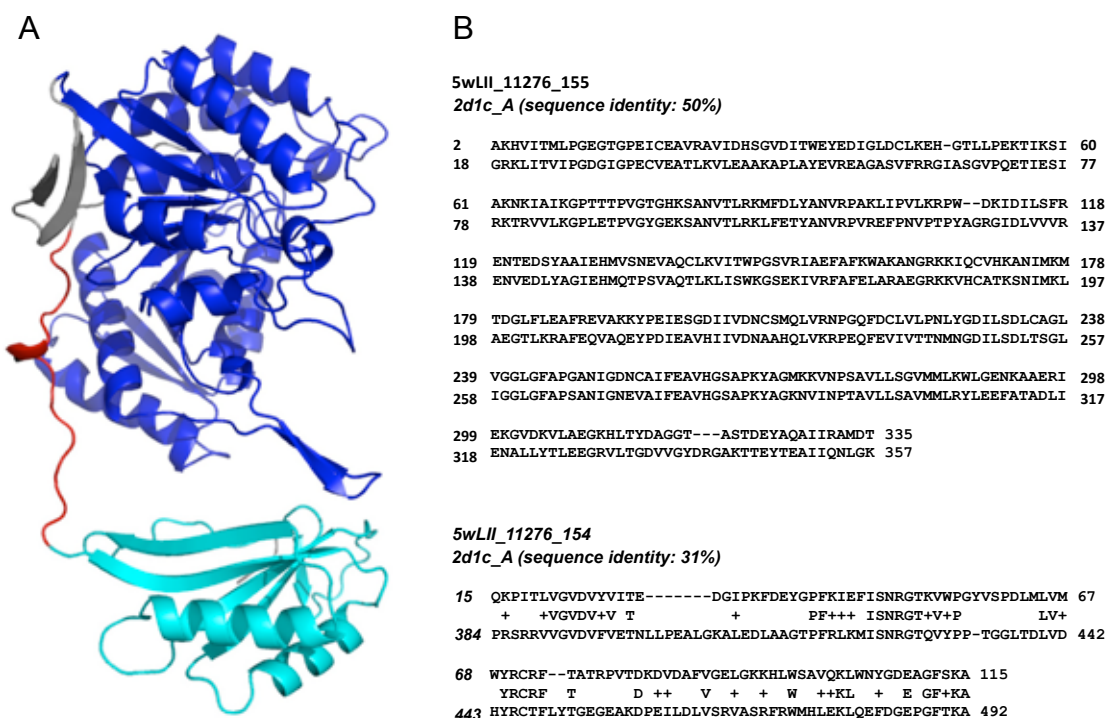 A
B
5wLII_11276_155
2d1c_A (sequence identity: 50%)
2 AKHVITMLPGEGTGPEICEAVRAVIDHSGVDITWEYEDIGLDCLKEH-GTLLPEKTIKSI 60
18 GRKLITVIPGDGIGPECVEATLKVLEAAKAPLAYEVREAGASVFRRGIASGVPQETIESI 77
61 AKNKIAIKGPTTTPVGTGHKSANVTLRKMFDLYANVRPAKLIPVLKRPW--DKIDILSFR 118
78 RKTRVVLKGPLETPVGYGEKSANVTLRKLFETYANVRPVREFPNVPTPYAGRGIDLVVVR 137
119 ENTEDSYAAIEHMVSNEVAQCLKVITWPGSVRIAEFAFKWAKANGRKKIQCVHKANIMKM 178
138 ENVEDLYAGIEHMQTPSVAQTLKLISWKGSEKIVRFAFELARAEGRKKVHCATKSNIMKL 197
179 TDGLFLEAFREVAKKYPEIESGDIIVDNCSMQLVRNPGQFDCLVLPNLYGDILSDLCAGL 238
198 AEGTLKRAFEQVAQEYPDIEAVHIIVDNAAHQLVKRPEQFEVIVTTNMNGDILSDLTSGL 257
239 VGGLGFAPGANIGDNCAIFEAVHGSAPKYAGMKKVNPSAVLLSGVMMLKWLGENKAAERI 298
258 IGGLGFAPSANIGNEVAIFEAVHGSAPKYAGKNVINPTAVLLSAVMMLRYLEEFATADLI 317
299 EKGVDKVLAEGKHLTYDAGGT---ASTDEYAQAIIRAMDT 335
318 ENALLYTLEEGRVLTGDVVGYDRGAKTTEYTEAIIQNLGK 357
5wLII_11276_154
2d1c_A (sequence identity: 31%)
15 QKPITLVGVDVYVITE-------DGIPKFDEYGPFKIEFISNRGTKVWPGYVSPDLMLVM 67
+ +VGVDV+V T + PF+++ ISNRGT+V+P LV+
384 PRSRRVVGVDVFVETNLLPEALGKALEDLAAGTPFRLKMISNRGTQVYPP-TGGLTDLVD 442
68 WYRCRF--TATRPVTDKDVDAFVGELGKKHLWSAVQKLWNYGDEAGFSKA 115
YRCRF T D ++ V + + W ++KL + E GF+KA
443 HYRCTFLYTGEGEAKDPEILDLVSRVASRFRWMHLEKLQEFDGEPGFTKA 492